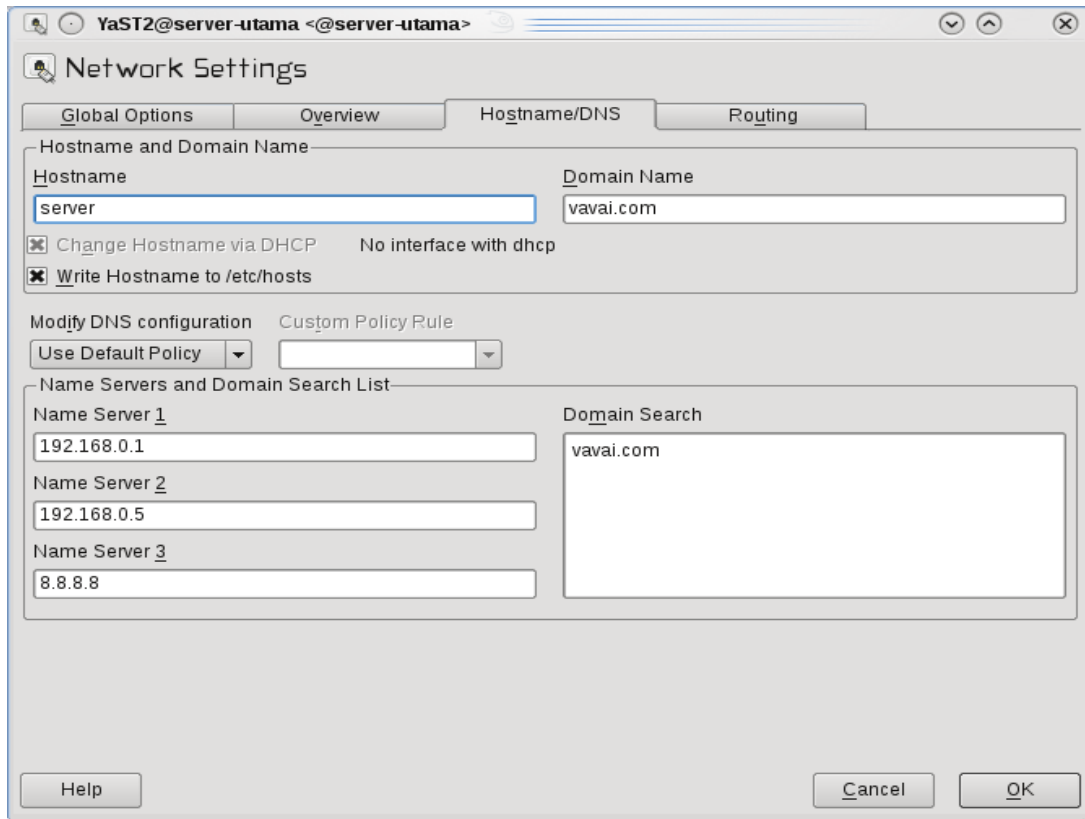 YaST2@server-utama <@server-utama>
Network Settings
Global Options
Overview
Hostname/DNS
Routing
Hostname and Domain Name
Hostname
Domain Name
server
vavai.com
Change Hostname via DHCP
No interface with dhcp
Write Hostname to /etc/hosts
Modify DNS configuration
Custom Policy Rule
Use Default Policy
Name Servers and Domain Search List
Name Server 1
Domain Search
192.168.0.1
vavai.com
Name Server 2
192.168.0.5
Name Server 3
8.8.8.8
Help
Cancel
OK